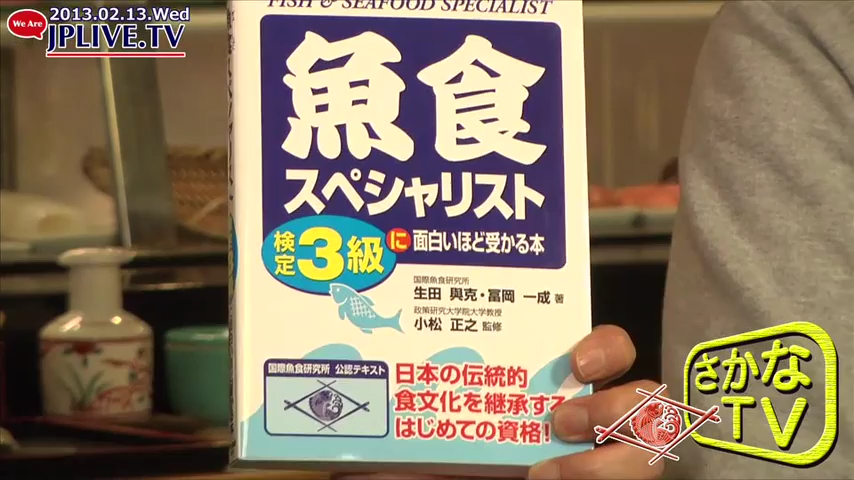 2013.02.13.Wed
We Are
JPLIVE.TV
FISH & SEAFOOD SPECIALIST
魚食
スペシャリスト
検定3級に面白いほど受かる本
国際魚食研究所
生田 與克・冨岡 一成 著
政策研究大学院大学教授
小松 正之 監修
国際魚食研究所 公認テキスト
日本の伝統的
食文化を継承する
はじめての資格!
さかな
TV